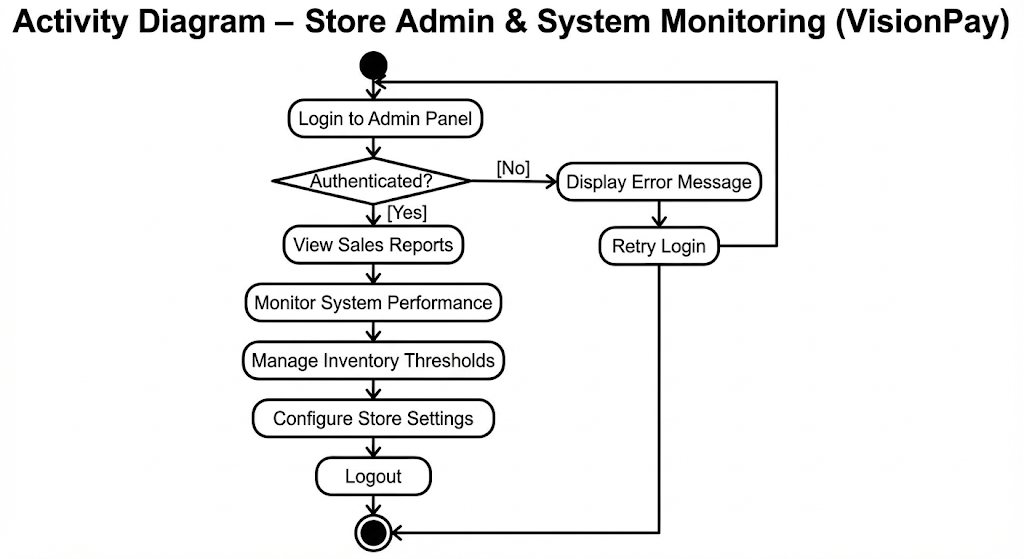 Activity Diagram – Store Admin & System Monitoring (VisionPay)
Login to Admin Panel
Authenticated?
[No]
Display Error Message
[Yes]
View Sales Reports
Retry Login
Monitor System Performance
Manage Inventory Thresholds
Configure Store Settings
Logout